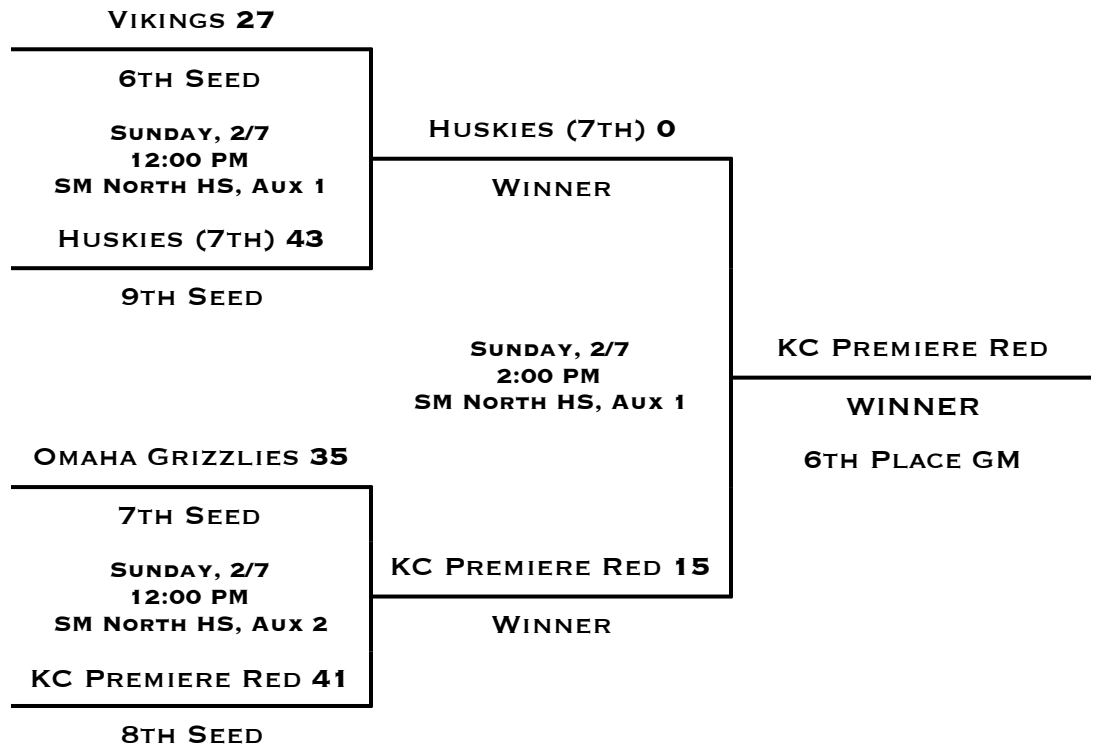 Vikings 27
6th Seed
Sunday, 2/7
12:00 PM
SM North HS, Aux 1
Huskies (7th) 43
9th Seed
Huskies (7th) 0
Winner
Sunday, 2/7
2:00 PM
SM North HS, Aux 1
KC Premiere Red
WINNER
6th Place GM
Omaha Grizzlies 35
7th Seed
Sunday, 2/7
12:00 PM
SM North HS, Aux 2
KC Premiere Red 41
8th Seed
KC Premiere Red 15
Winner